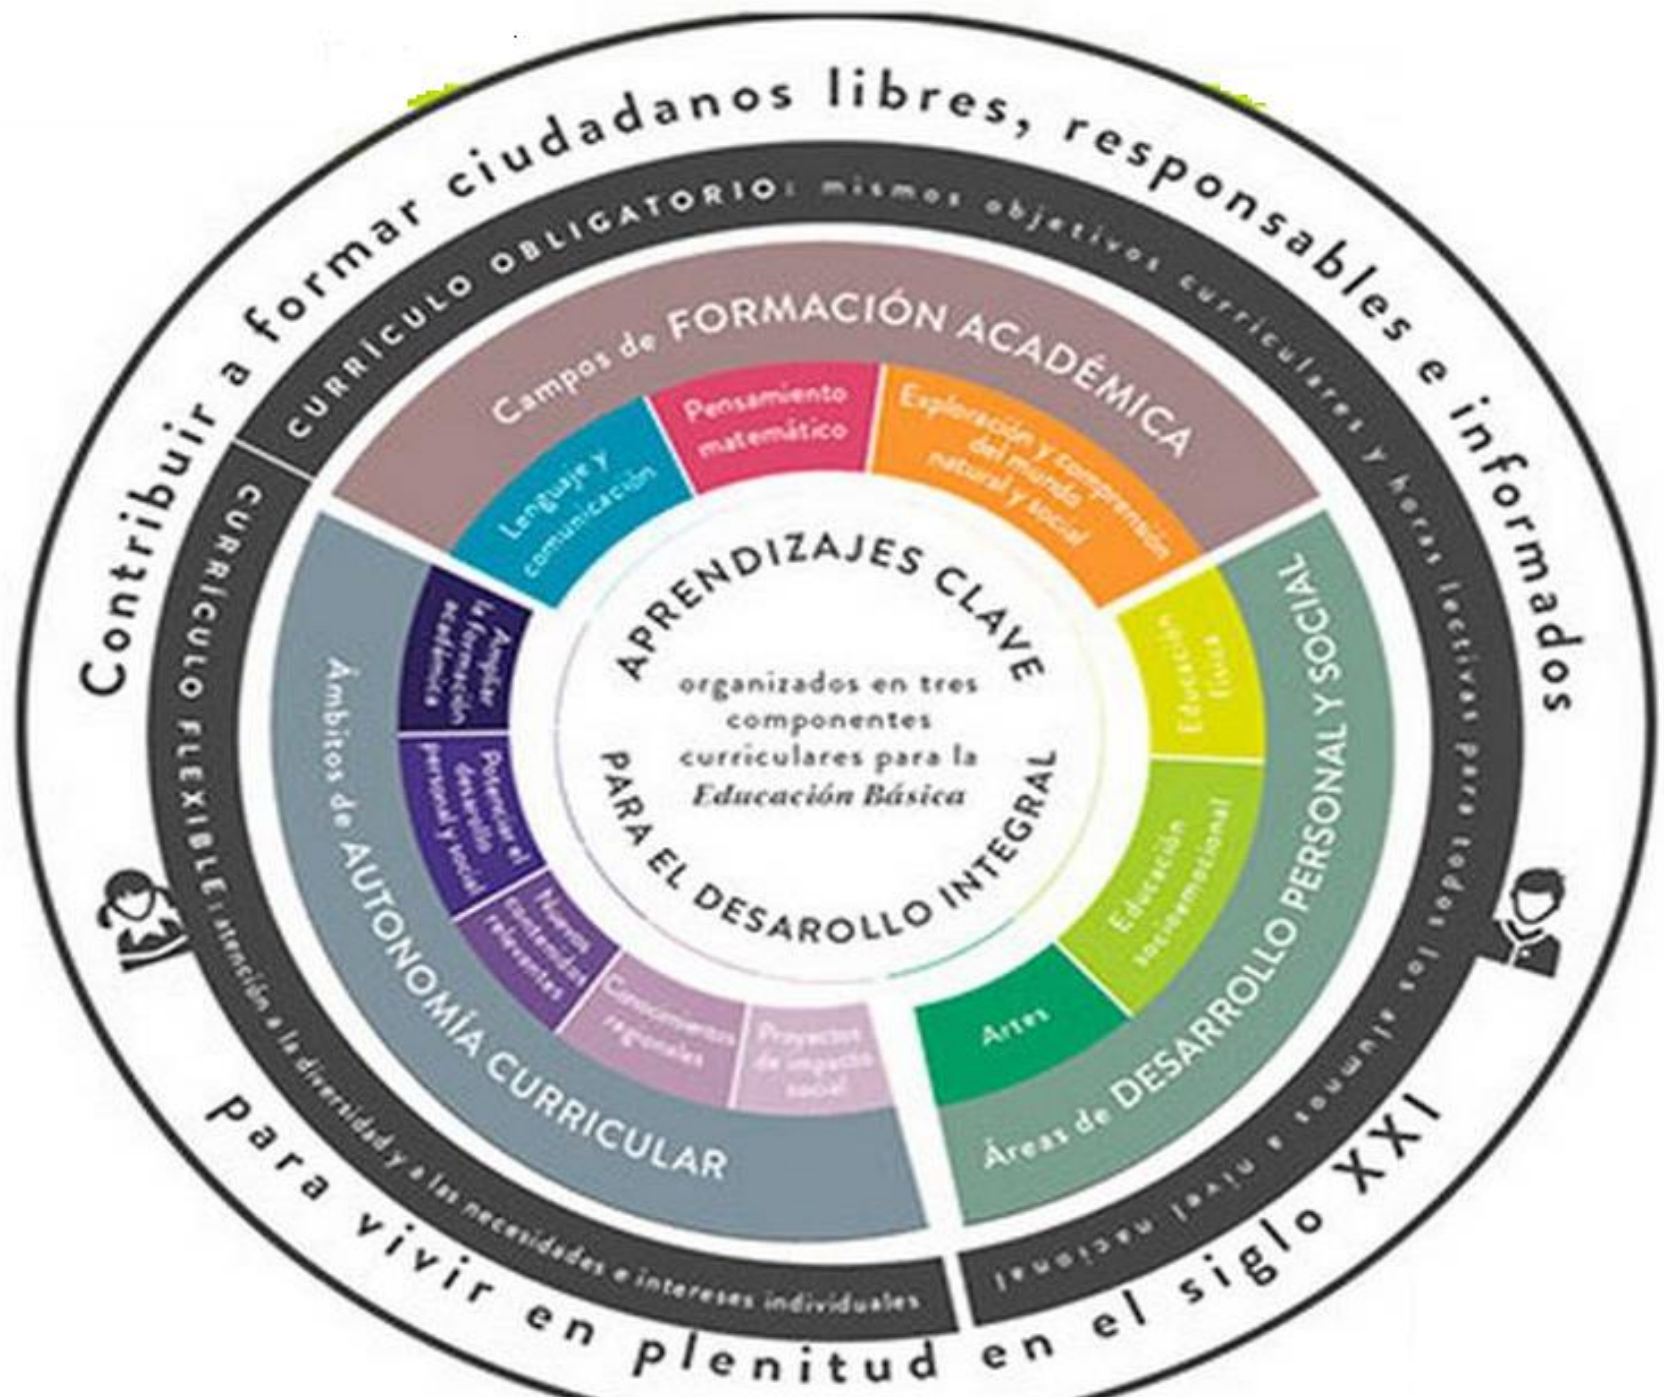 Contribuir a formar ciudadanos libres, responsables e informados
para vivir en plenitud en el siglo XXI
CURRÍCULO OBLIGATORIO: mismos objetivos curriculares y horas lectivas para todos los alumnos a nivel nacional
CURRÍCULO FLEXIBLE: atención a la diversidad y a las necesidades e intereses individuales
Campos de FORMACIÓN ACADÉMICA
Lenguaje y
comunicación
Pensamiento
matemático
Exploración y comprensión
del mundo
natural y social
Áreas de DESARROLLO PERSONAL Y SOCIAL
Educación
física
Educación
socioemocional
Artes
Ámbitos de AUTONOMÍA CURRICULAR
Ampliar
la formación
académica
Potenciar el
desarrollo
personal y social
Nuevos
contenidos
relevantes
Conocimientos
regionales
Proyectos
de impacto
social
APRENDIZAJES CLAVE
organizados en tres
componentes
curriculares para la
Educación Básica
PARA EL DESAROLLO INTEGRAL